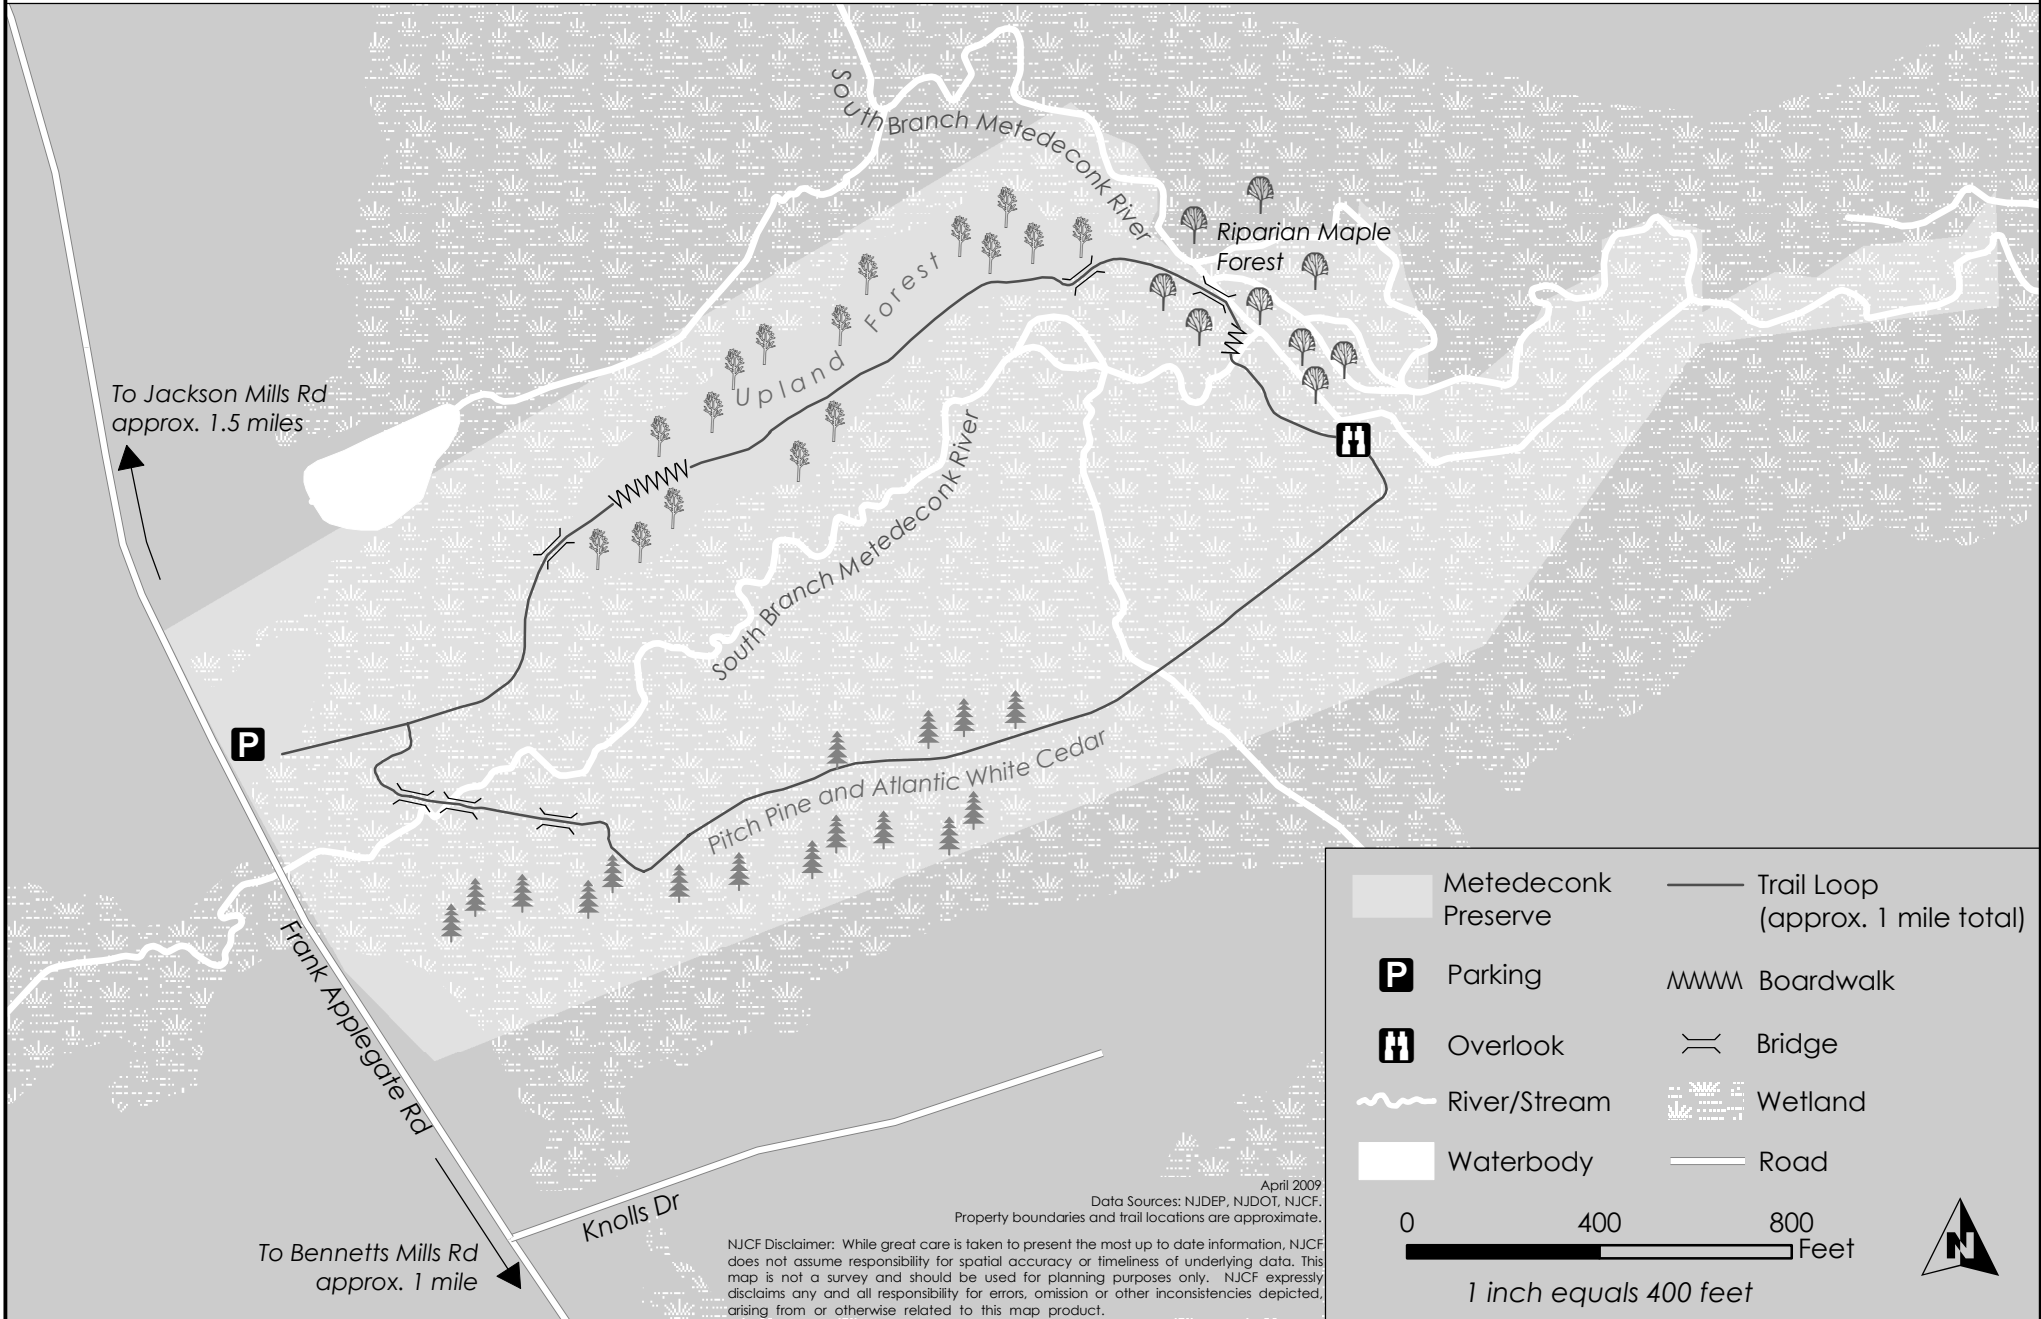 South Branch Metedeconk River
Riparian Maple
Forest
Upland Forest
To Jackson Mills Rd
approx. 1.5 miles
South Branch Metedeconk River
P
Pitch Pine and Atlantic White Cedar
Frank Applegate Rd
Knolls Dr
To Bennetts Mills Rd
approx. 1 mile
April 2009
Data Sources: NJDEP, NJDOT, NJCF.
Property boundaries and trail locations are approximate.
NJCF Disclaimer: While great care is taken to present the most up to date information, NJCF
does not assume responsibility for spatial accuracy or timeliness of underlying data. This
map is not a survey and should be used for planning purposes only. NJCF expressly
disclaims any and all responsibility for errors, omission or other inconsistencies depicted,
arising from or otherwise related to this map product.
Metedeconk
Preserve
Trail Loop
(approx. 1 mile total)
P Parking
Boardwalk
Overlook
Bridge
River/Stream
Wetland
Waterbody
Road
0 400 800
Feet
1 inch equals 400 feet
N